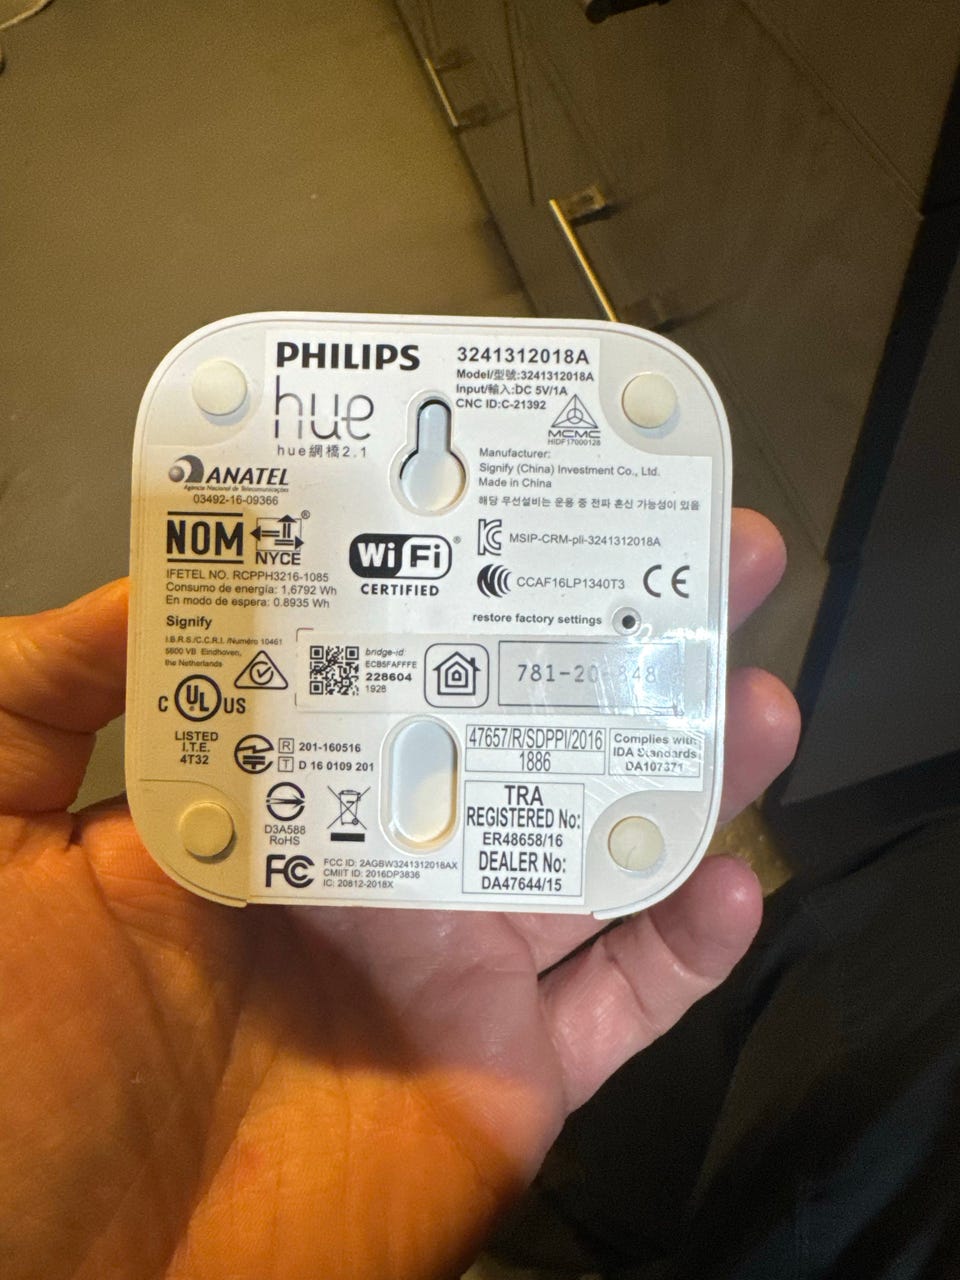 PHILIPS
hue
hue網橋2.1
3241312018A
Model/型號:3241312018A
Input/輸入:DC 5V/1A
CNC ID:C-21392
MCMC
HIDF17000128
Manufacturer:
Signify (China) Investment Co., Ltd.
Made in China
해당 무선설비는 운용 중 전파 혼신 가능성이 있음
ANATEL
Agência Nacional de Telecomunicações
03492-16-09366
NOM
NYCE
®
IFETEL NO. RCPPH3216-1085
Consumo de energía: 1,6792 Wh
En modo de espera: 0.8935 Wh
WiFi®
CERTIFIED
MSIP-CRM-pli-3241312018A
CCAF16LP1340T3
CE
restore factory settings
Signify
I.B.R.S./C.C.R.I. /Numéro 10461
5600 VB Eindhoven,
the Netherlands
bridge-id:
ECB5FAFFFE
228604
1928
781-20
C UL US
LISTED
I.T.E.
4T32
R 201-160516
T D 16 0109 201
D3A588
RoHS
47657/R/SDPPI/2016
1886
Complies with
IDA Standards
DA107371
TRA
REGISTERED No:
ER48658/16
DEALER No:
DA47644/15
FC
FCC ID: 2AGBW3241312018AX
CMIIT ID: 2016DP3836
IC: 20812-2018X